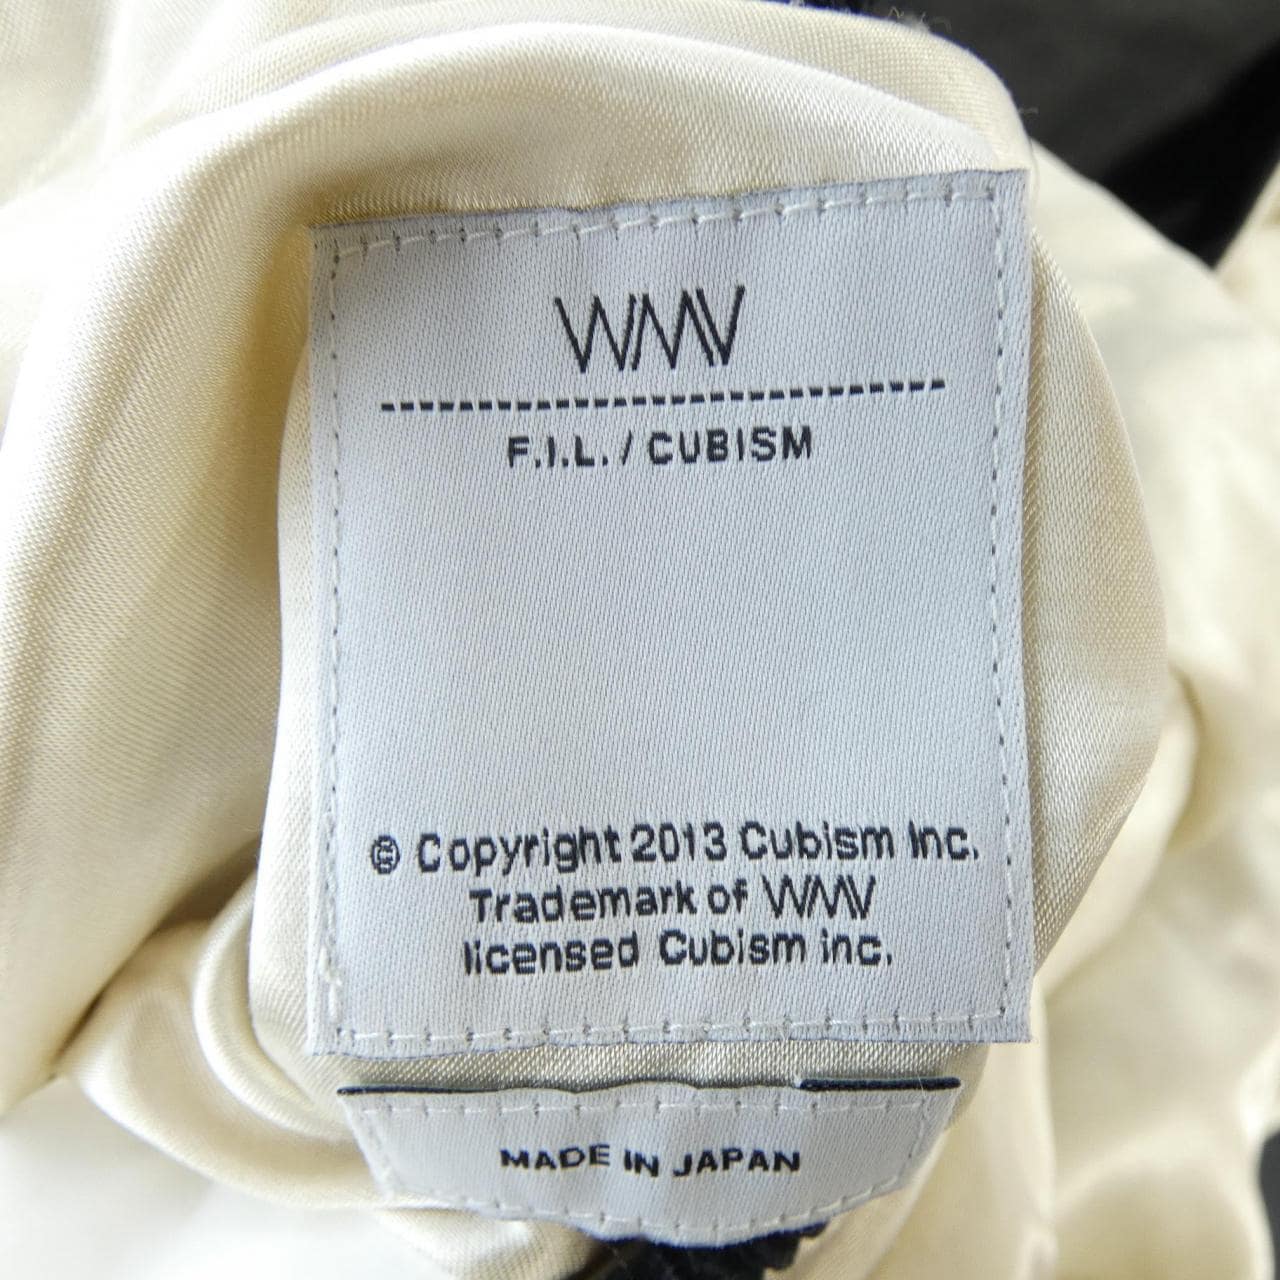 WMV
F.I.L. / CUBISM
© Copyright 2013 Cubism Inc.
Trademark of WMV
licensed Cubism inc.
MADE IN JAPAN